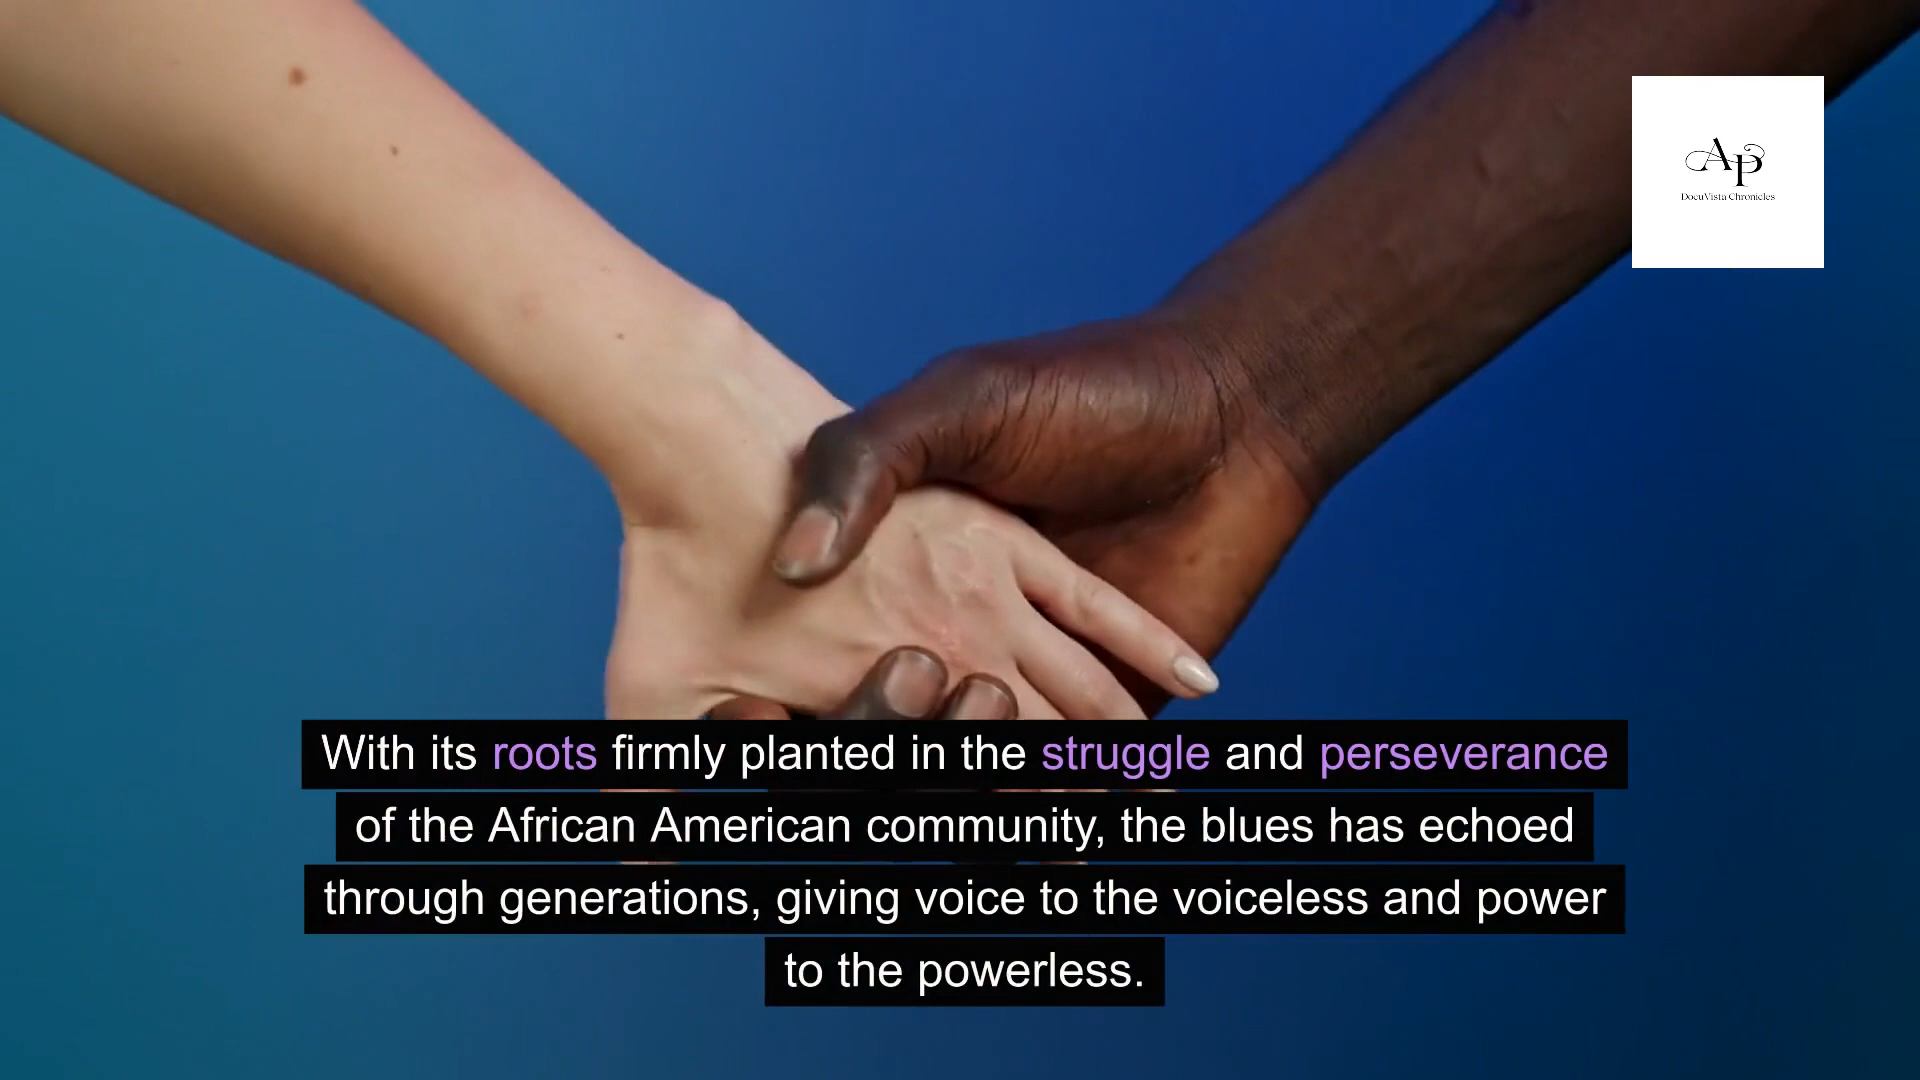 AP
DocuVista Chronicles
With its roots firmly planted in the struggle and perseverance
of the African American community, the blues has echoed
through generations, giving voice to the voiceless and power
to the powerless.